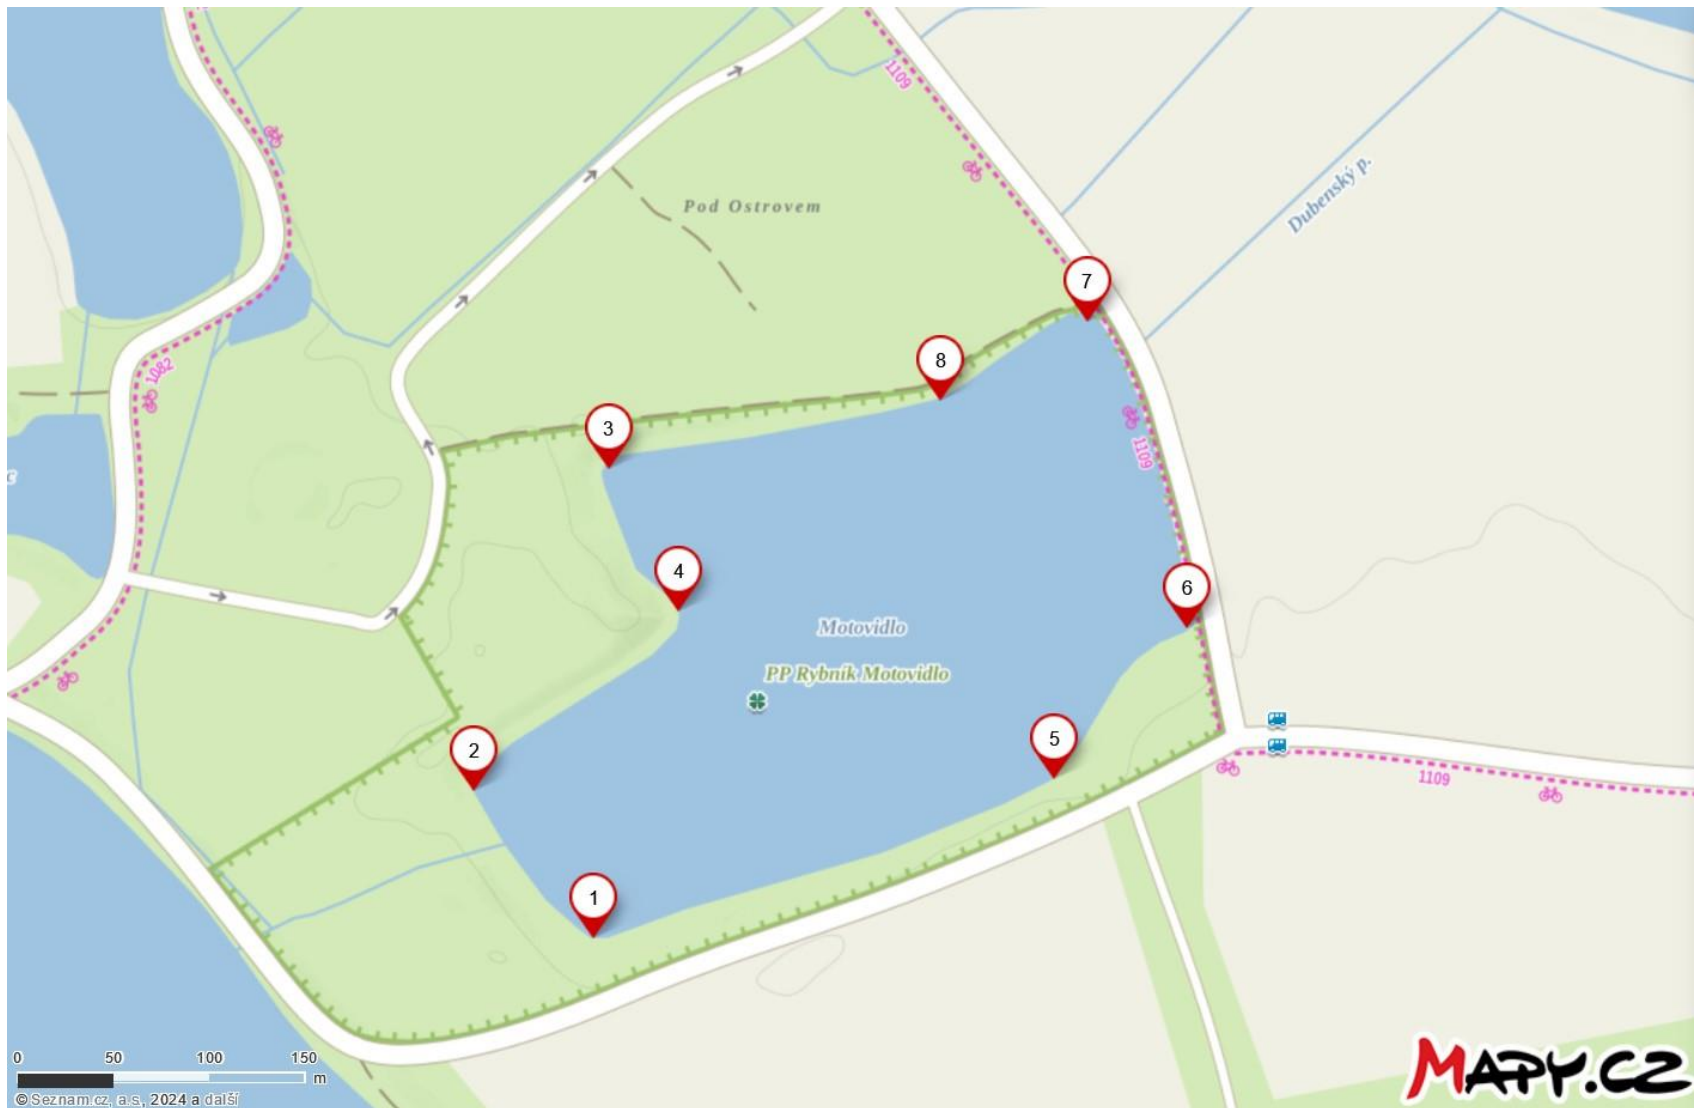 1109
Dubenský p.
Pod Ostrovem
7
8
1082
3
1109
c
4
6
Motovidlo
PP Rybník Motovidlo
2
5
1109
1
0 50 100 150
m
© Seznam.cz, a.s., 2024 a další
MAPY.CZ